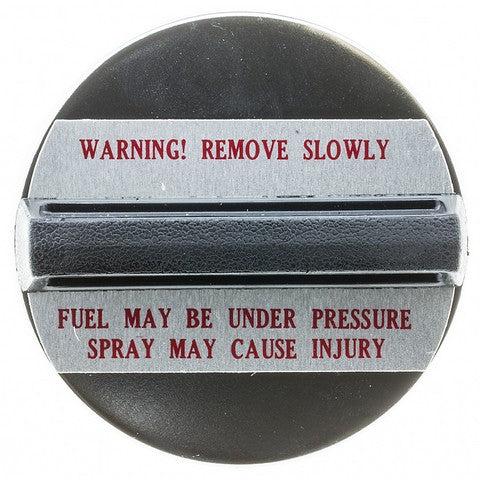 WARNING! REMOVE SLOWLY
FUEL MAY BE UNDER PRESSURE
SPRAY MAY CAUSE INJURY